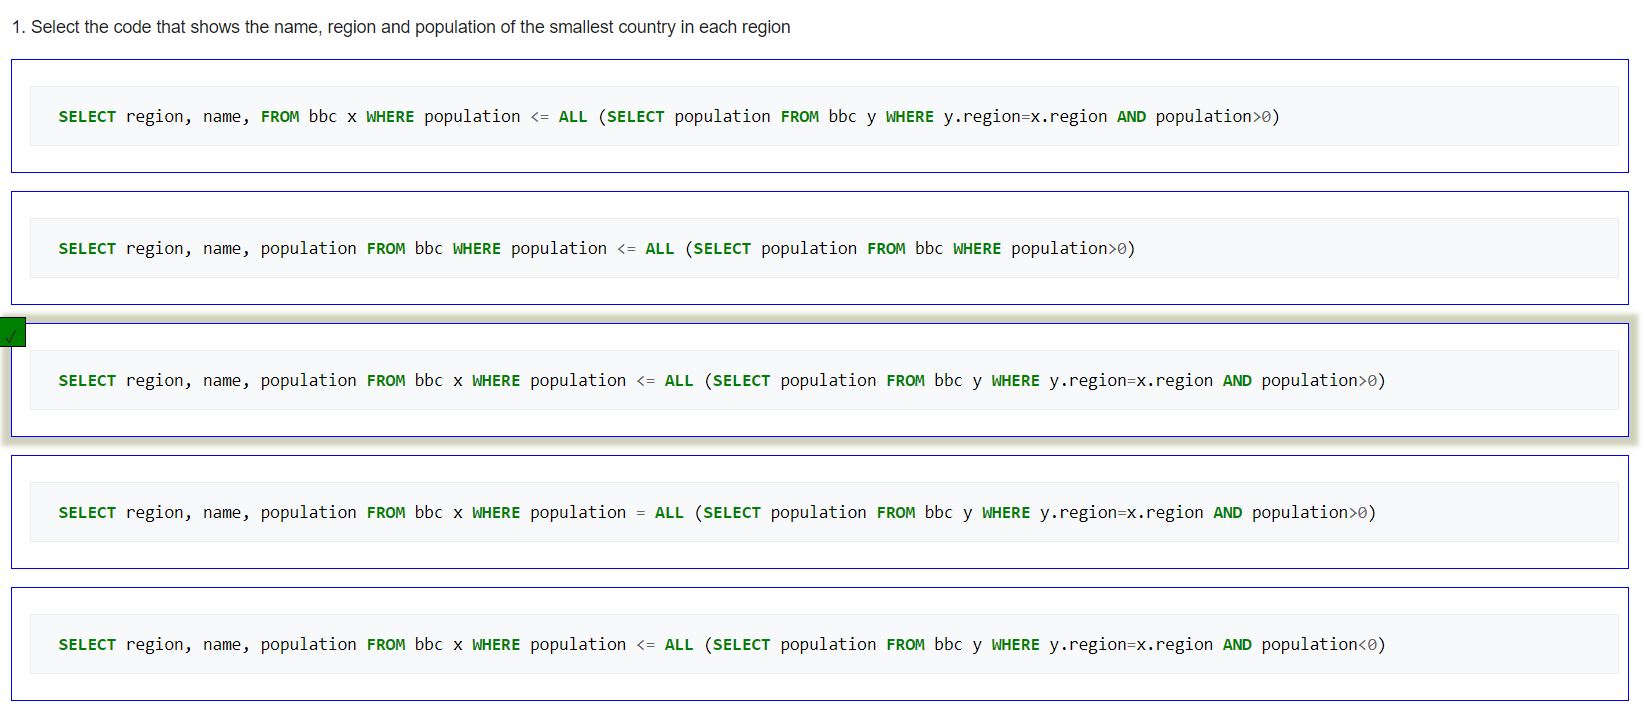 1. Select the code that shows the name, region and population of the smallest country in each region
SELECT region, name, FROM bbc x WHERE population <= ALL (SELECT population FROM bbc y WHERE y.region=x.region AND population>0)
SELECT region, name, population FROM bbc WHERE population <= ALL (SELECT population FROM bbc WHERE population>0)
SELECT region, name, population FROM bbc x WHERE population <= ALL (SELECT population FROM bbc y WHERE y.region=x.region AND population>0)
SELECT region, name, population FROM bbc x WHERE population = ALL (SELECT population FROM bbc y WHERE y.region=x.region AND population>0)
SELECT region, name, population FROM bbc x WHERE population <= ALL (SELECT population FROM bbc y WHERE y.region=x.region AND population<0)